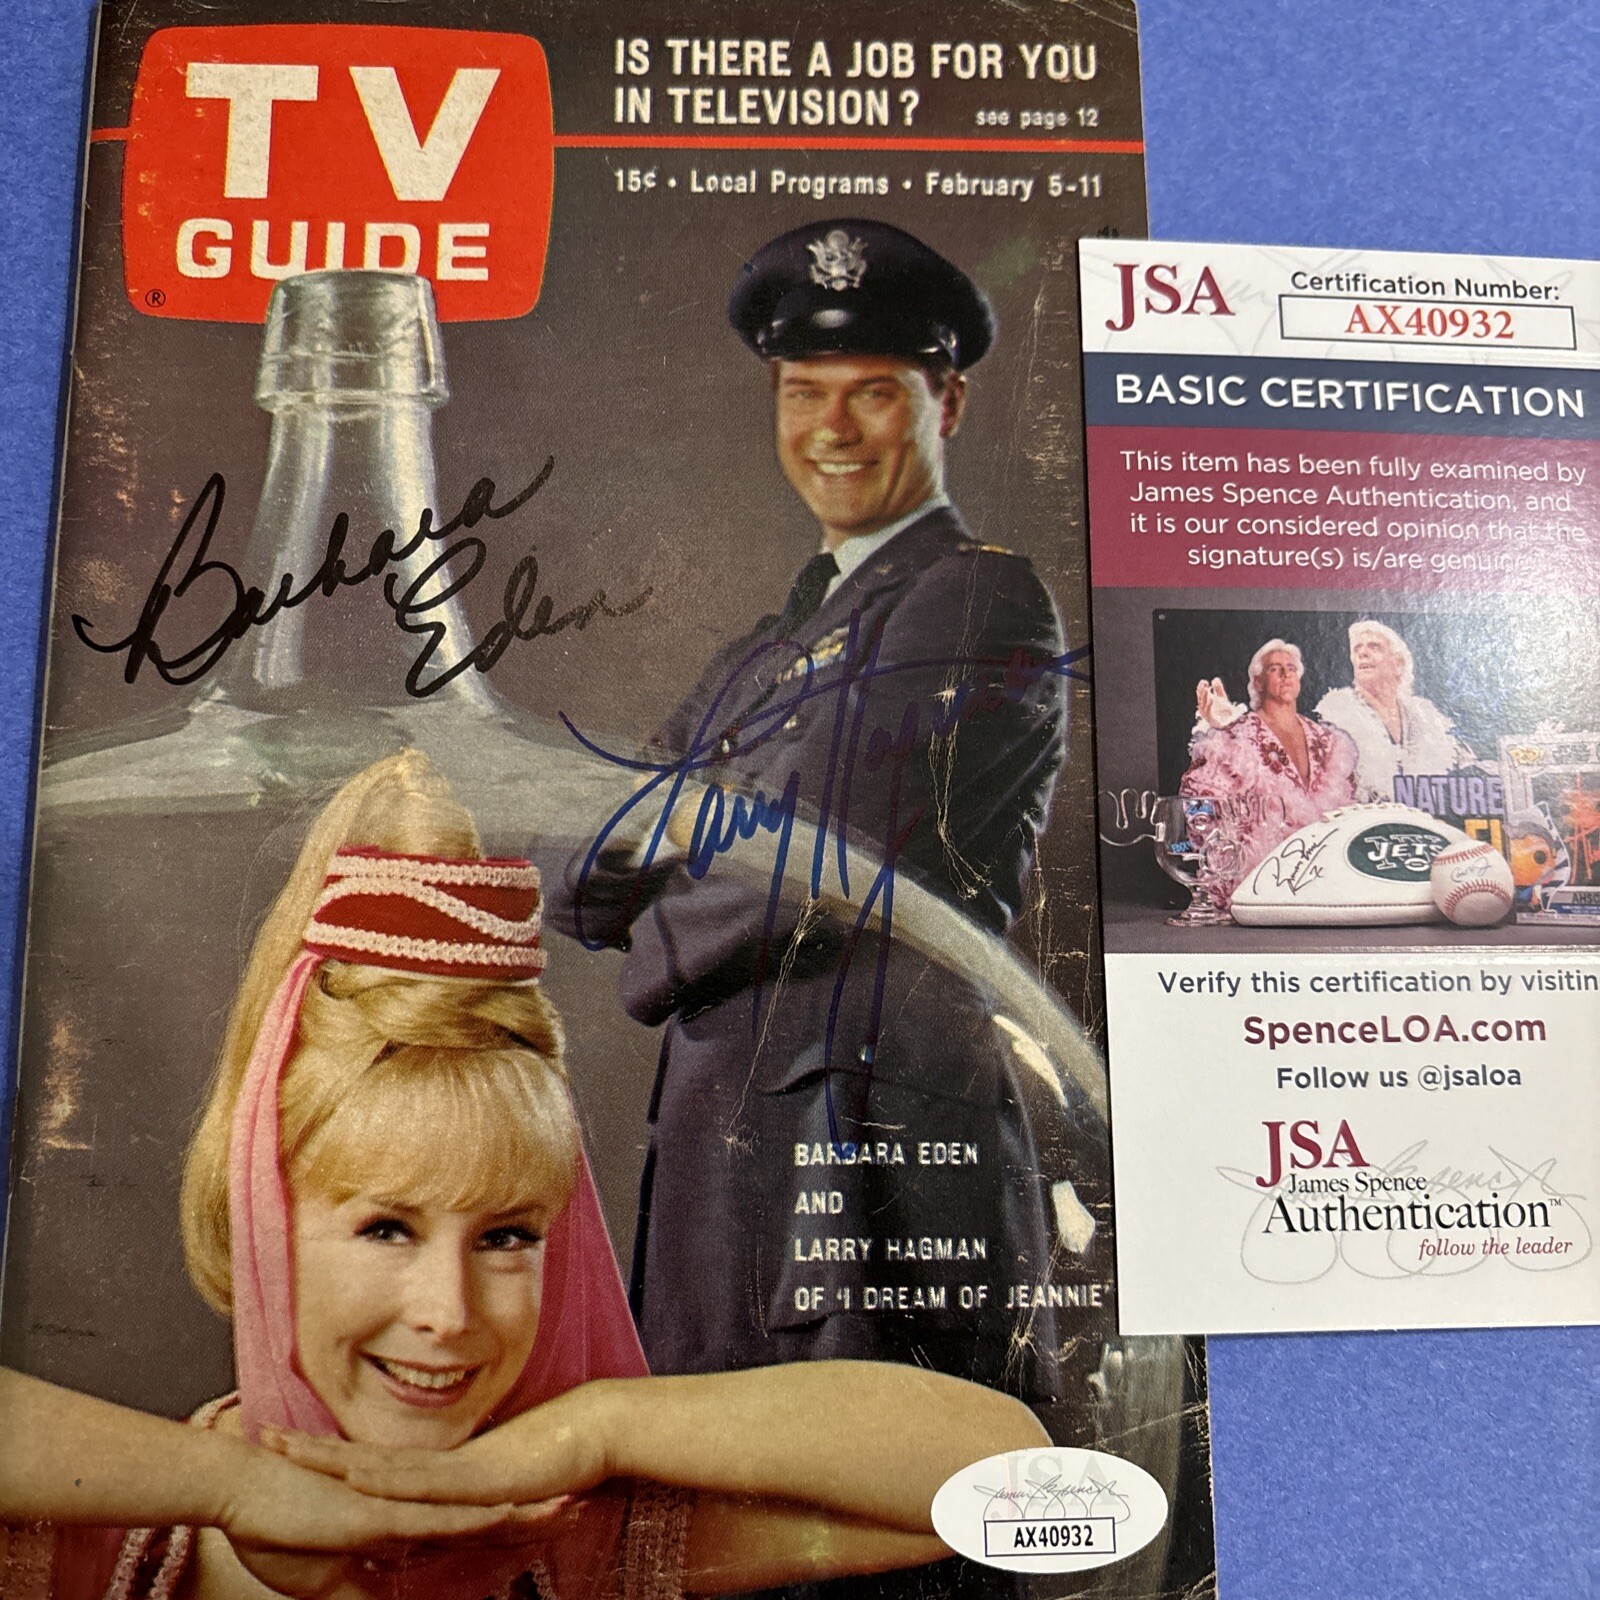 TV
GUIDE
®
IS THERE A JOB FOR YOU
IN TELEVISION?
see page 12
15¢ • Local Programs • February 5-11
Barbara
Eden
Larry Hagman
BARBARA EDEN
AND
LARRY HAGMAN
OF 'I DREAM OF JEANNIE'
JSA
AX40932
JSA
Certification Number:
AX40932
BASIC CERTIFICATION
This item has been fully examined by
James Spence Authentication, and
it is our considered opinion that the
signature(s) is/are genuine
NATURE
JETS
Verify this certification by visitin
SpenceLOA.com
Follow us @jsaloa
JSA
James Spence
Authentication™
follow the leader